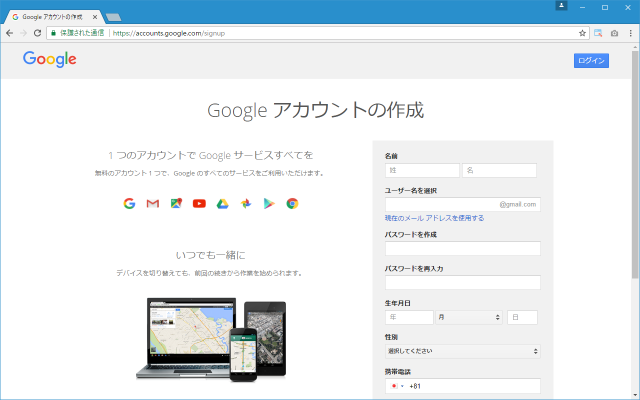 Google アカウントの作成
保護された通信
https://accounts.google.com/signup
Google
ログイン
Google アカウントの作成
1 つのアカウントで Google サービスすべてを
無料のアカウント 1 つで、Google のすべてのサービスをご利用いただけます。
いつでも一緒に
デバイスを切り替えても、前回の続きから作業を始められます。
名前
姓 名
ユーザー名を選択
@gmail.com
現在のメール アドレスを使用する
パスワードを作成
パスワードを再入力
生年月日
年 月 日
性別
選択してください
携帯電話
+81